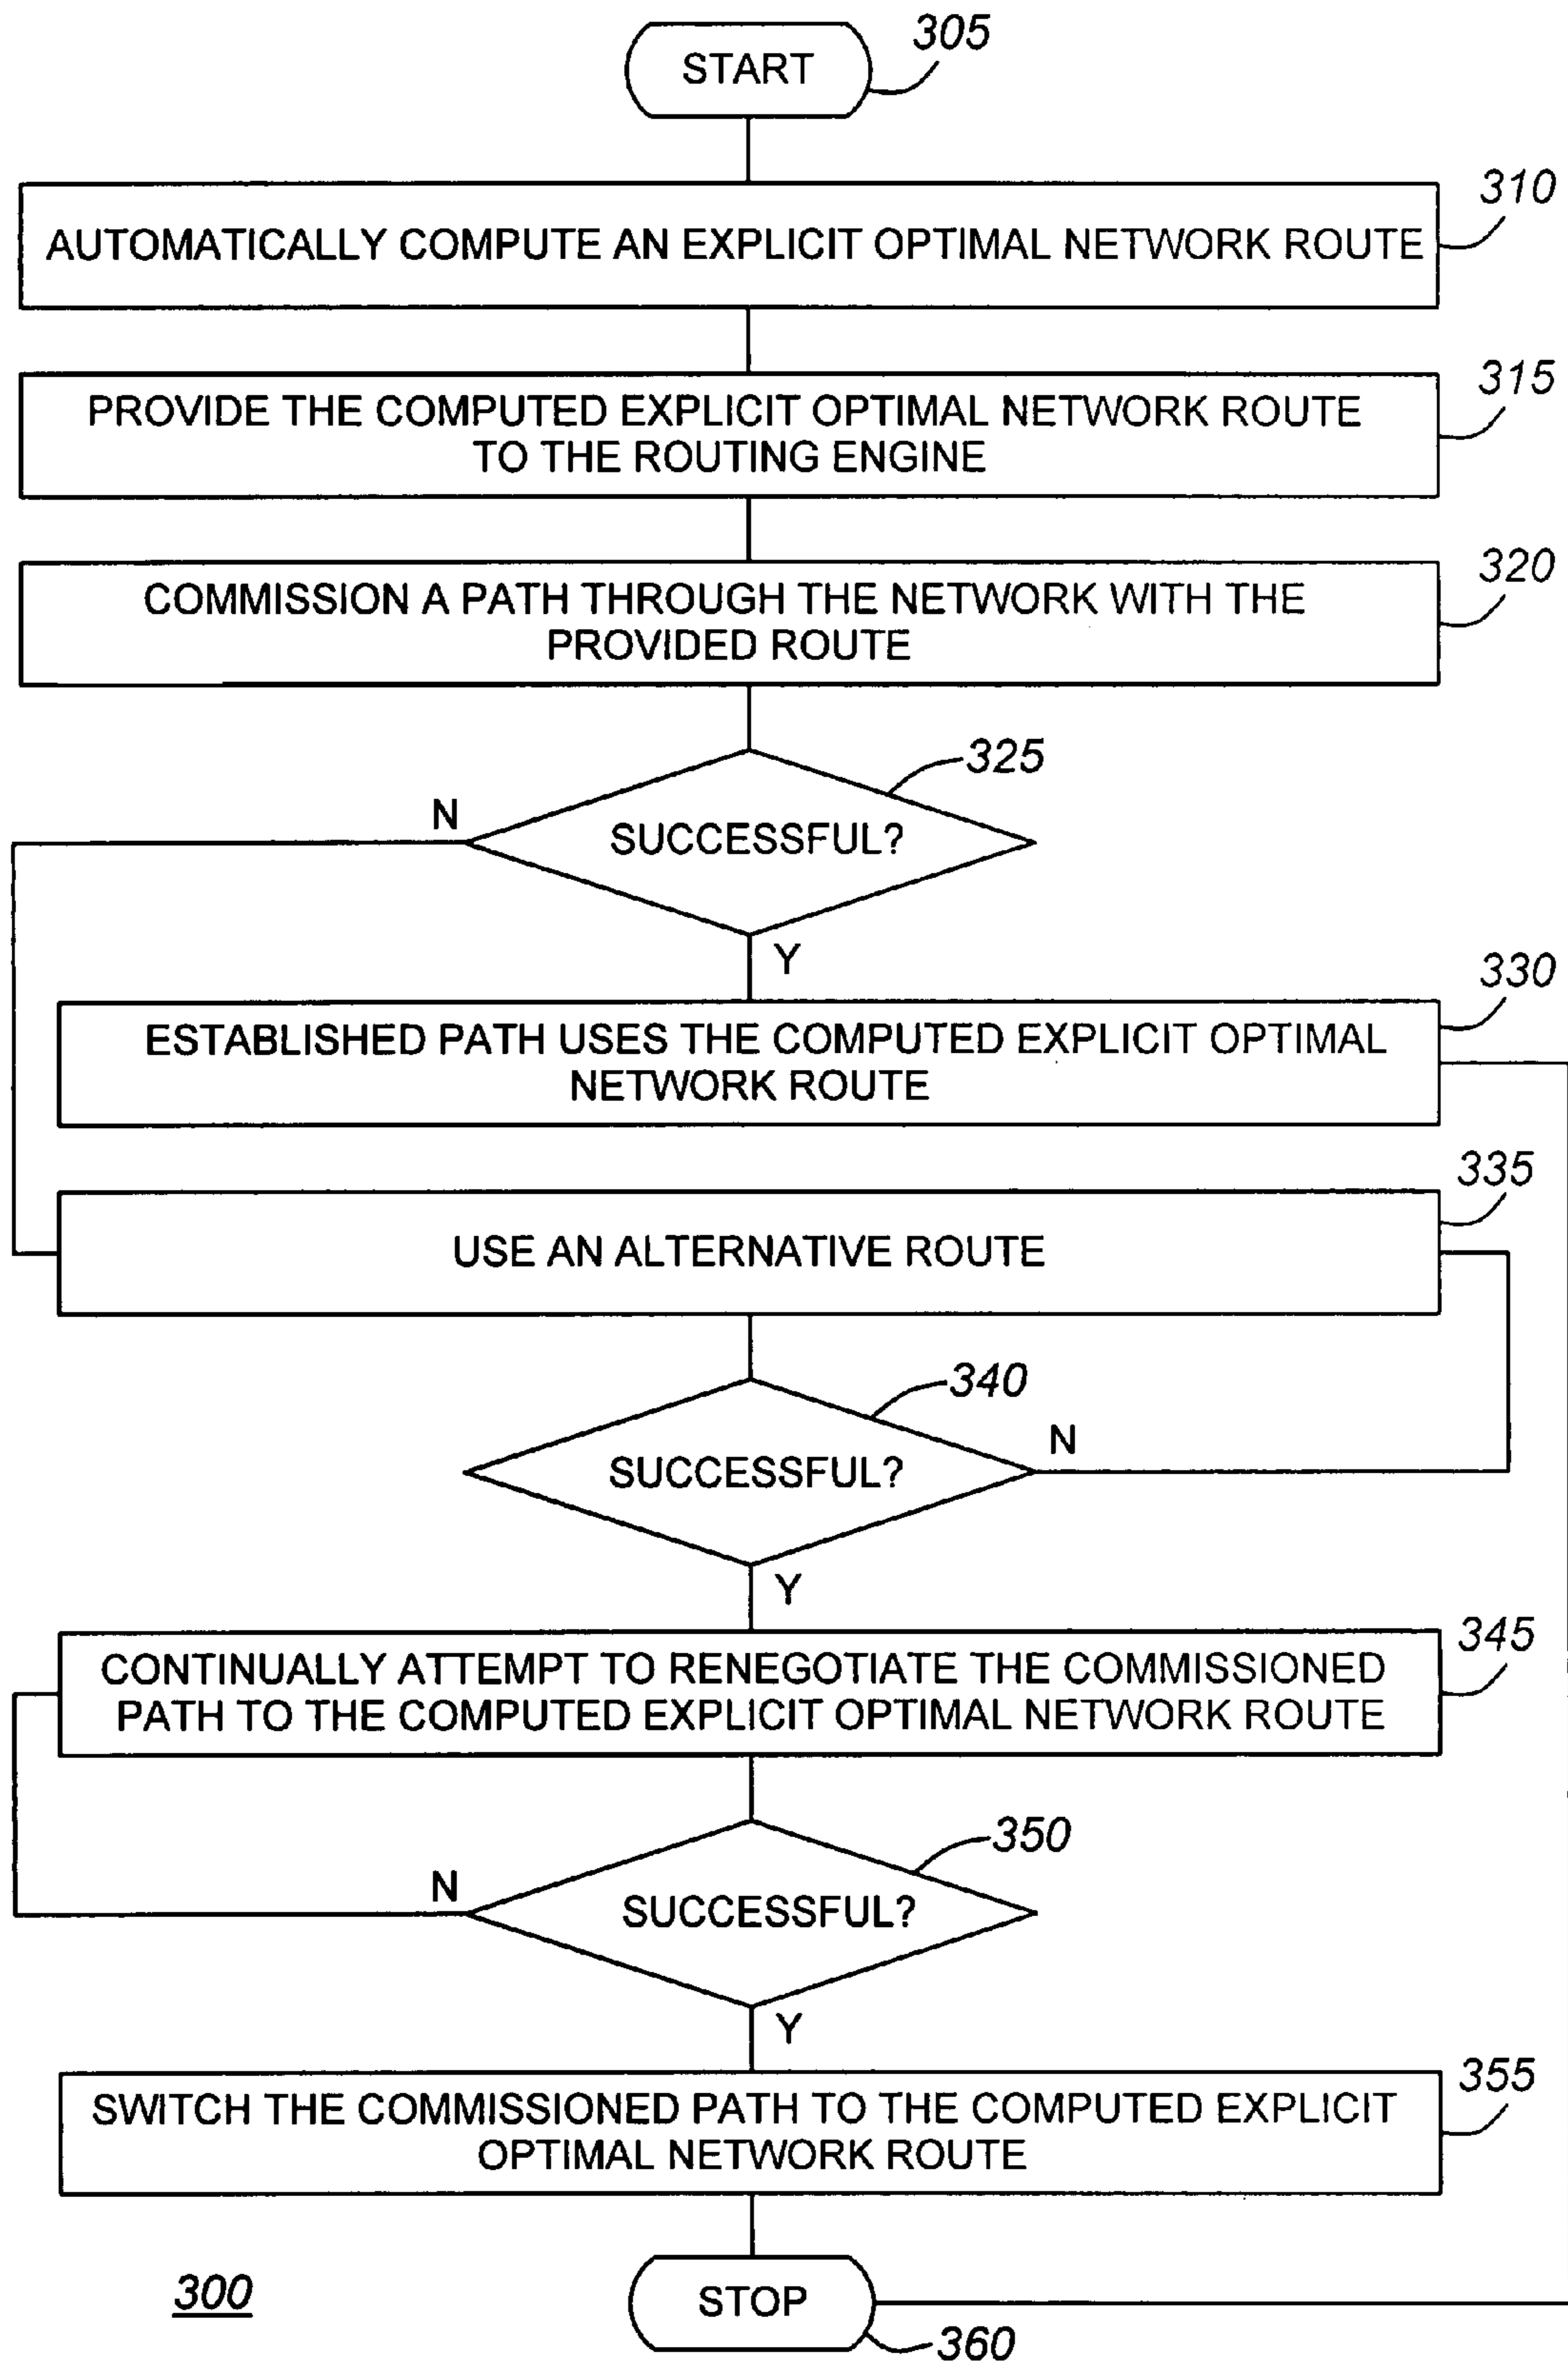 305
START
310
AUTOMATICALLY COMPUTE AN EXPLICIT OPTIMAL NETWORK ROUTE
315
PROVIDE THE COMPUTED EXPLICIT OPTIMAL NETWORK ROUTE
TO THE ROUTING ENGINE
320
COMMISSION A PATH THROUGH THE NETWORK WITH THE
PROVIDED ROUTE
325
N
SUCCESSFUL?
Y
330
ESTABLISHED PATH USES THE COMPUTED EXPLICIT OPTIMAL
NETWORK ROUTE
335
USE AN ALTERNATIVE ROUTE
340
N
SUCCESSFUL?
Y
345
CONTINUALLY ATTEMPT TO RENEGOTIATE THE COMMISSIONED
PATH TO THE COMPUTED EXPLICIT OPTIMAL NETWORK ROUTE
350
N
SUCCESSFUL?
Y
355
SWITCH THE COMMISSIONED PATH TO THE COMPUTED EXPLICIT
OPTIMAL NETWORK ROUTE
300
STOP
360